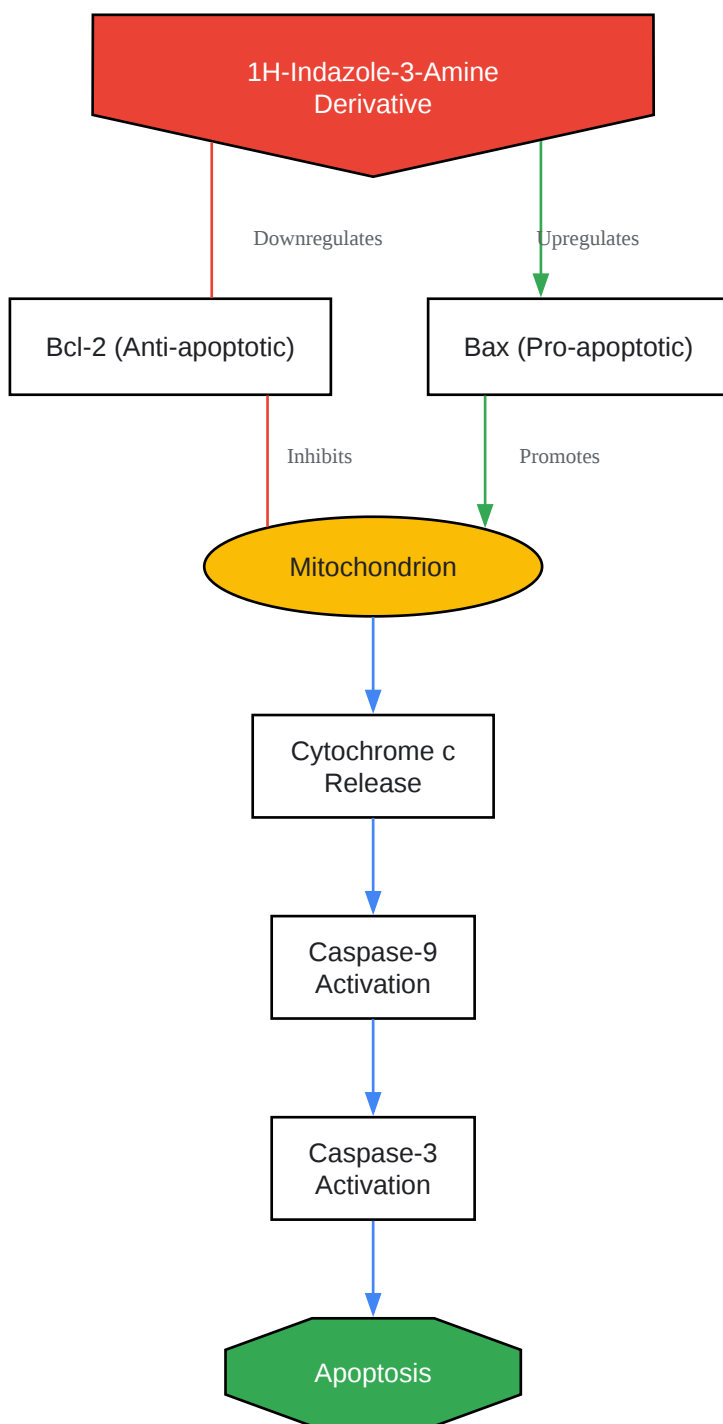 1H-Indazole-3-Amine
Derivative
Downregulates
Upregulates
Bcl-2 (Anti-apoptotic)
Bax (Pro-apoptotic)
Inhibits
Promotes
Mitochondrion
Cytochrome c
Release
Caspase-9
Activation
Caspase-3
Activation
Apoptosis